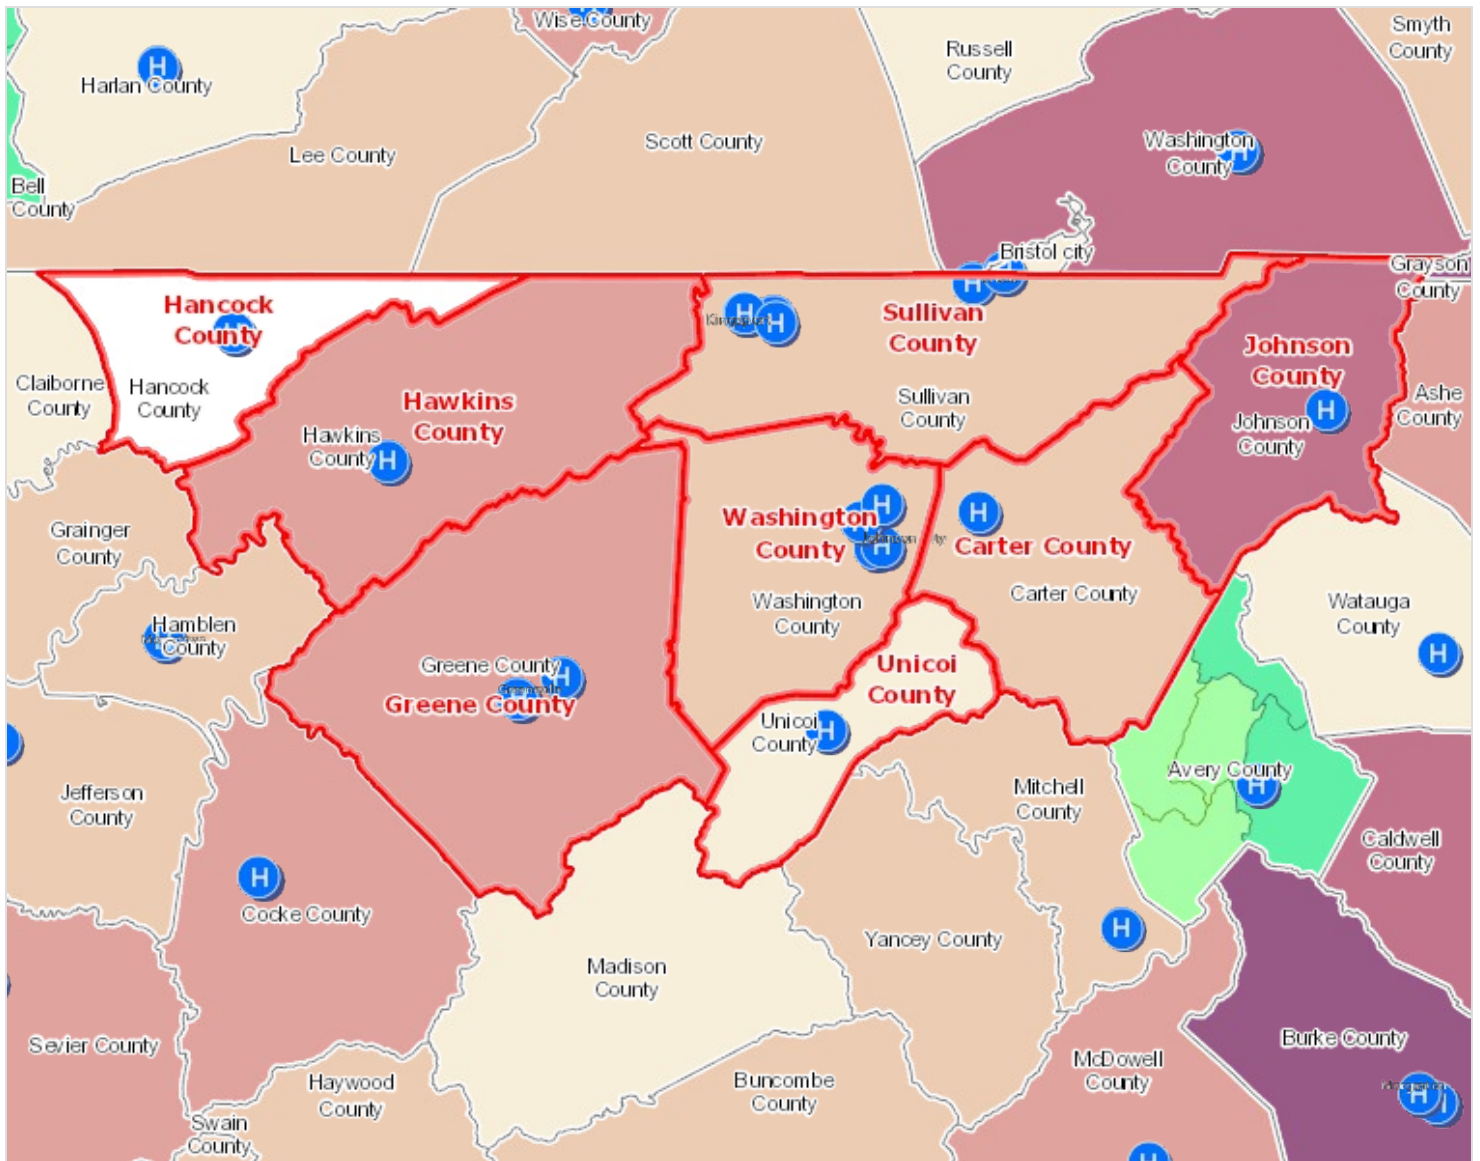 Wise County
Smyth
County
Russell
County
H
Harlan County
Washington
County
H
Scott County
Lee County
Bell
County
Bristol city
Grayson
County
Hancock
County
H
Sullivan
County
H
H
H
Johnson
County
H
Claiborne
County
Hancock
County
Hawkins
County
Sullivan
County
Ashe
County
Johnson
County
Hawkins
County
H
Grainger
County
Washington
County
H
H
Carter County
H
Washington
County
Carter County
Watauga
County
H
Hamblen
County
Greene County
H
Greeneville
H
Greene County
Unicoi
County
Unicoi
County
H
Jefferson
County
Mitchell
County
Avery County
H
Caldwell
County
Cocke County
H
H
Yancey County
Madison
County
Sevier County
Burke County
McDowell
County
Haywood
County
Buncombe
County
Swain
County
H
H